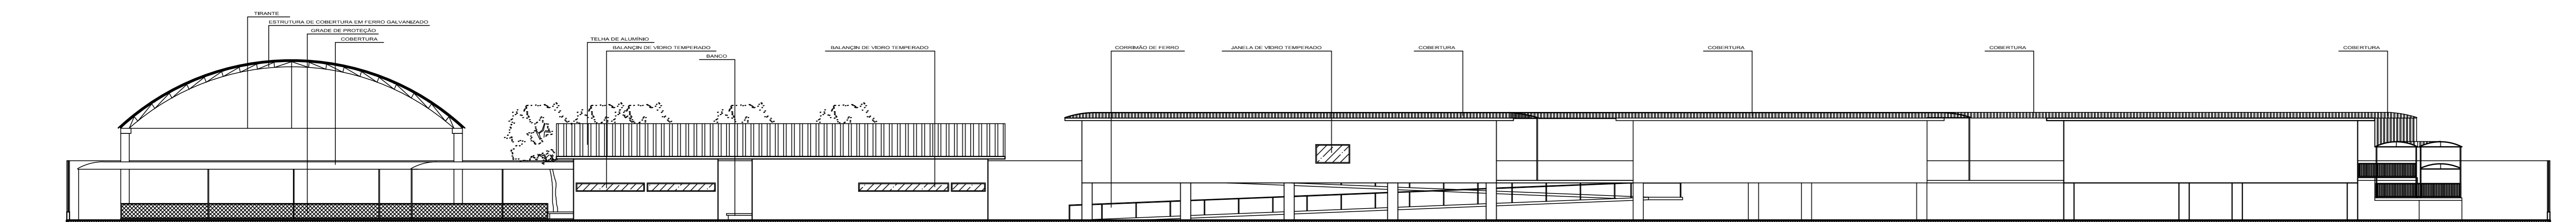 TIRANTE
ESTRUTURA DE COBERTURA EM FERRO GALVANIZADO
GRADE DE PROTEÇÃO
COBERTURA
TELHA DE ALUMÍNIO
BALANÇIN DE VIDRO TEMPERADO
BANCO
BALANÇIN DE VIDRO TEMPERADO
CORRIMÃO DE FERRO
JANELA DE VIDRO TEMPERADO
COBERTURA
COBERTURA
COBERTURA
COBERTURA